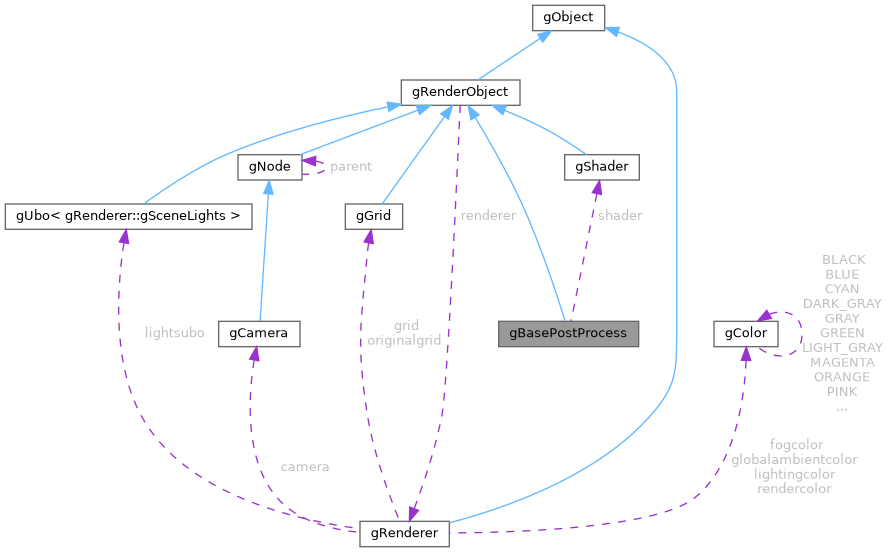 gObject
gRenderObject
gNode
parent
gShader
gUbo< gRenderer::gSceneLights >
gGrid
renderer
shader
BLACK
BLUE
CYAN
DARK_GRAY
GRAY
GREEN
LIGHT_GRAY
MAGENTA
ORANGE
PINK
...
lightsubo
gCamera
grid
originalgrid
gBasePostProcess
gColor
camera
fogcolor
globalambientcolor
lightingcolor
rendercolor
gRenderer